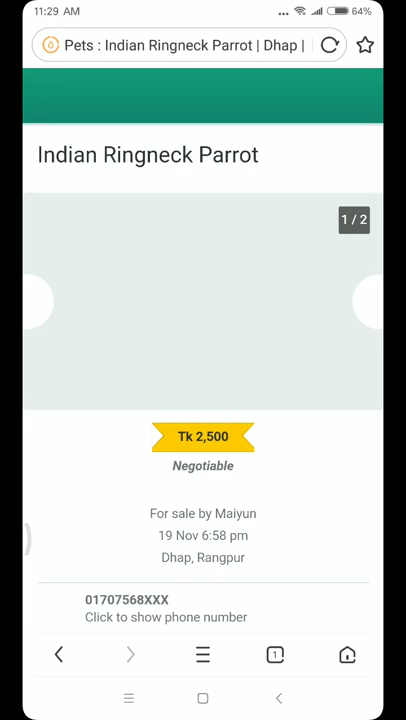 11:29 AM
64%
Pets : Indian Ringneck Parrot | Dhap |
Indian Ringneck Parrot
1 / 2
Tk 2,500
Negotiable
For sale by Maiyun
19 Nov 6:58 pm
Dhap, Rangpur
01707568XXX
Click to show phone number
1